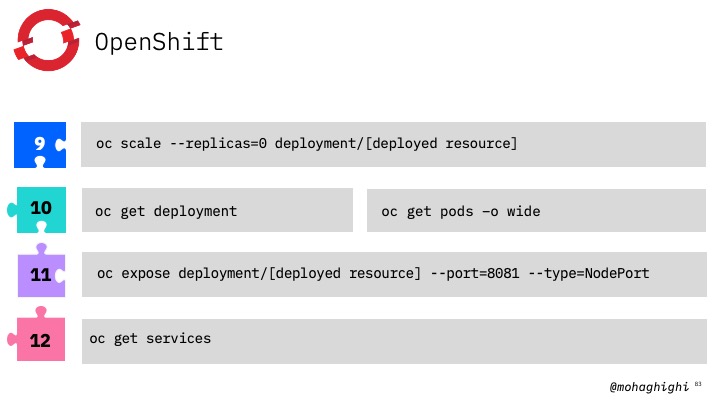 OpenShift
9
oc scale --replicas=0 deployment/[deployed resource]
10
oc get deployment
oc get pods –o wide
11
oc expose deployment/[deployed resource] --port=8081 --type=NodePort
12
oc get services
@mohaghighi 83